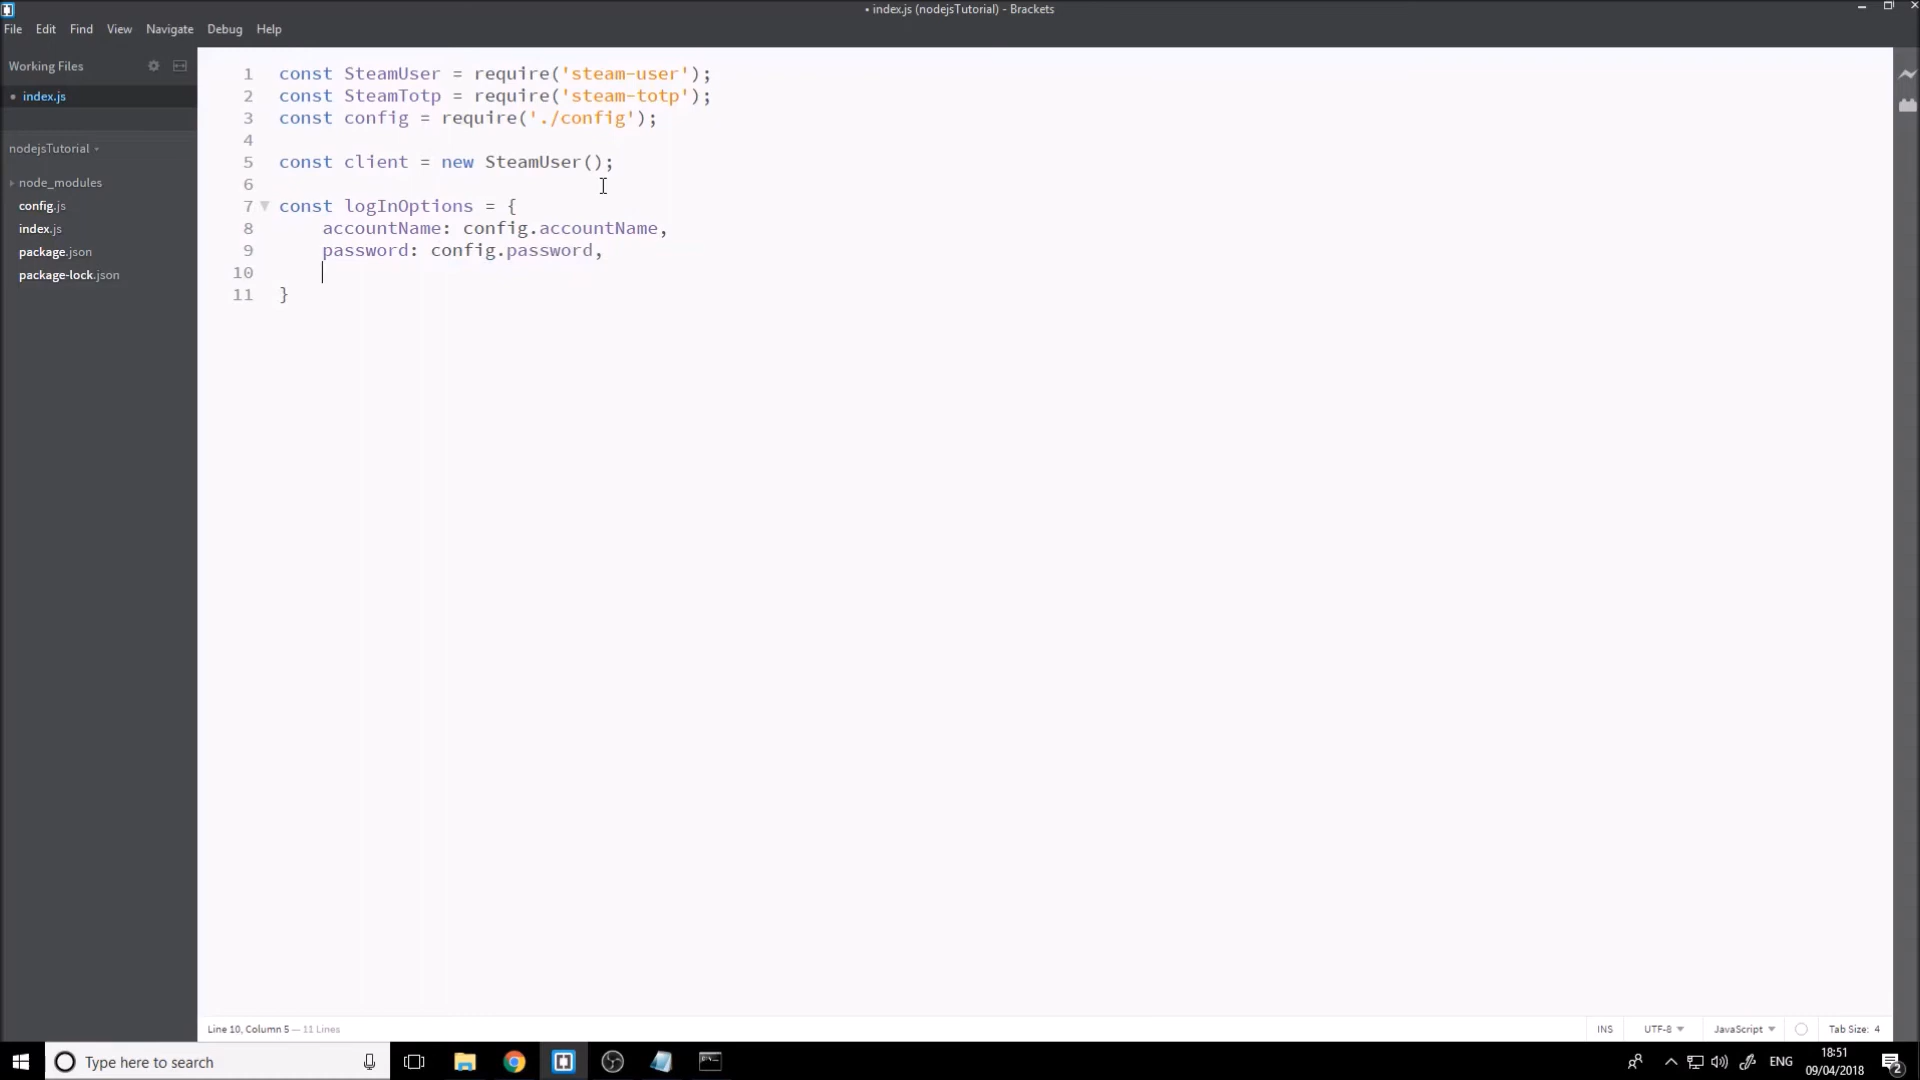 • index.js (nodejsTutorial) - Brackets
File Edit Find View Navigate Debug Help
Working Files
• index.js
nodejsTutorial
node_modules
config.js
index.js
package.json
package-lock.json
1 const SteamUser = require('steam-user');
2 const SteamTotp = require('steam-totp');
3 const config = require('./config');
4
5 const client = new SteamUser();
6
7 const logInOptions = {
8 accountName: config.accountName,
9 password: config.password,
10
11 }
Line 10, Column 5 — 11 Lines
INS UTF-8 JavaScript Tab Size: 4
Type here to search
ENG
18:51
09/04/2018
2